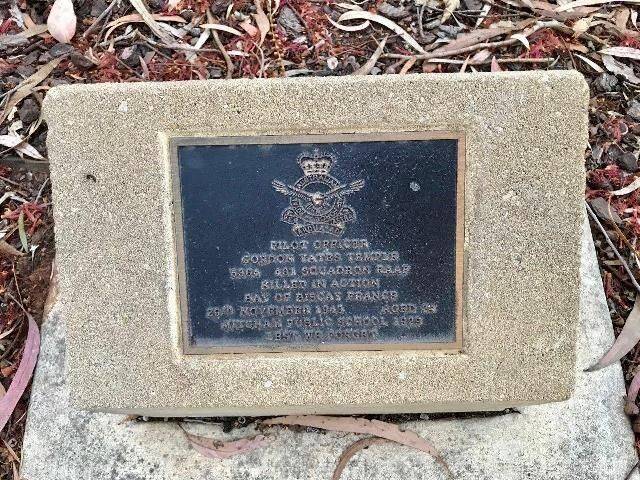 PILOT OFFICER
GORDON YATES TEMPLE
461 SQUADRON RAAF
KILLED IN ACTION
BAY OF BISCAY FRANCE
NOVEMBER AGED
MITCHAM PUBLIC SCHOOL
LEST WE FORGET